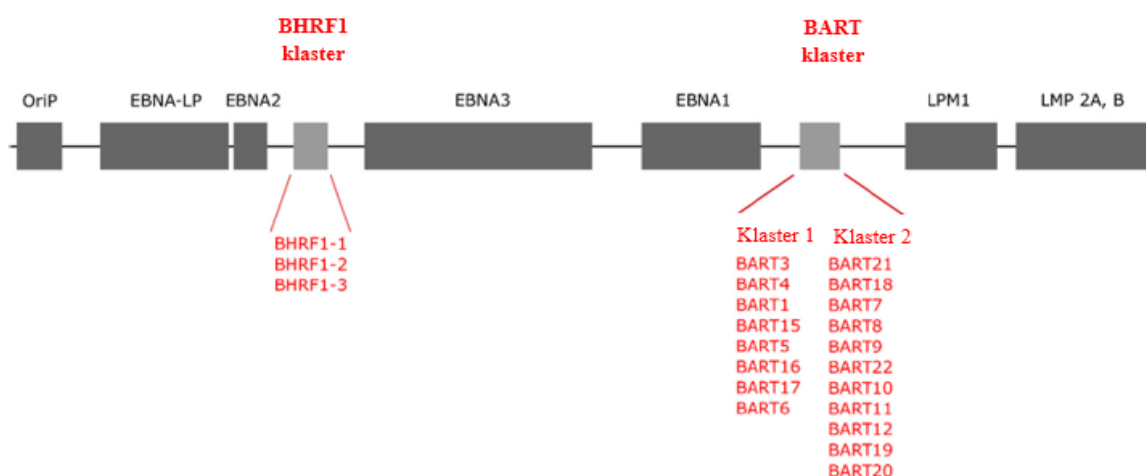 BHRF1
klaster
BART
klaster
OriP
EBNA-LP
EBNA2
EBNA3
EBNA1
LPM1
LMP 2A, B
BHRF1-1
BHRF1-2
BHRF1-3
Klaster 1
BART3
BART4
BART1
BART15
BART5
BART16
BART17
BART6
Klaster 2
BART21
BART18
BART7
BART8
BART9
BART22
BART10
BART11
BART12
BART19
BART20